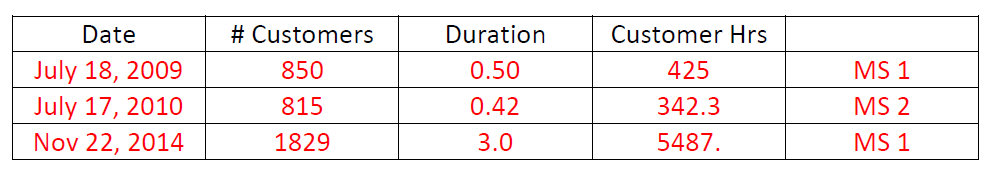 Date # Customers Duration Customer Hrs
July 18, 2009 850 0.50 425 MS 1
July 17, 2010 815 0.42 342.3 MS 2
Nov 22, 2014 1829 3.0 5487. MS 1